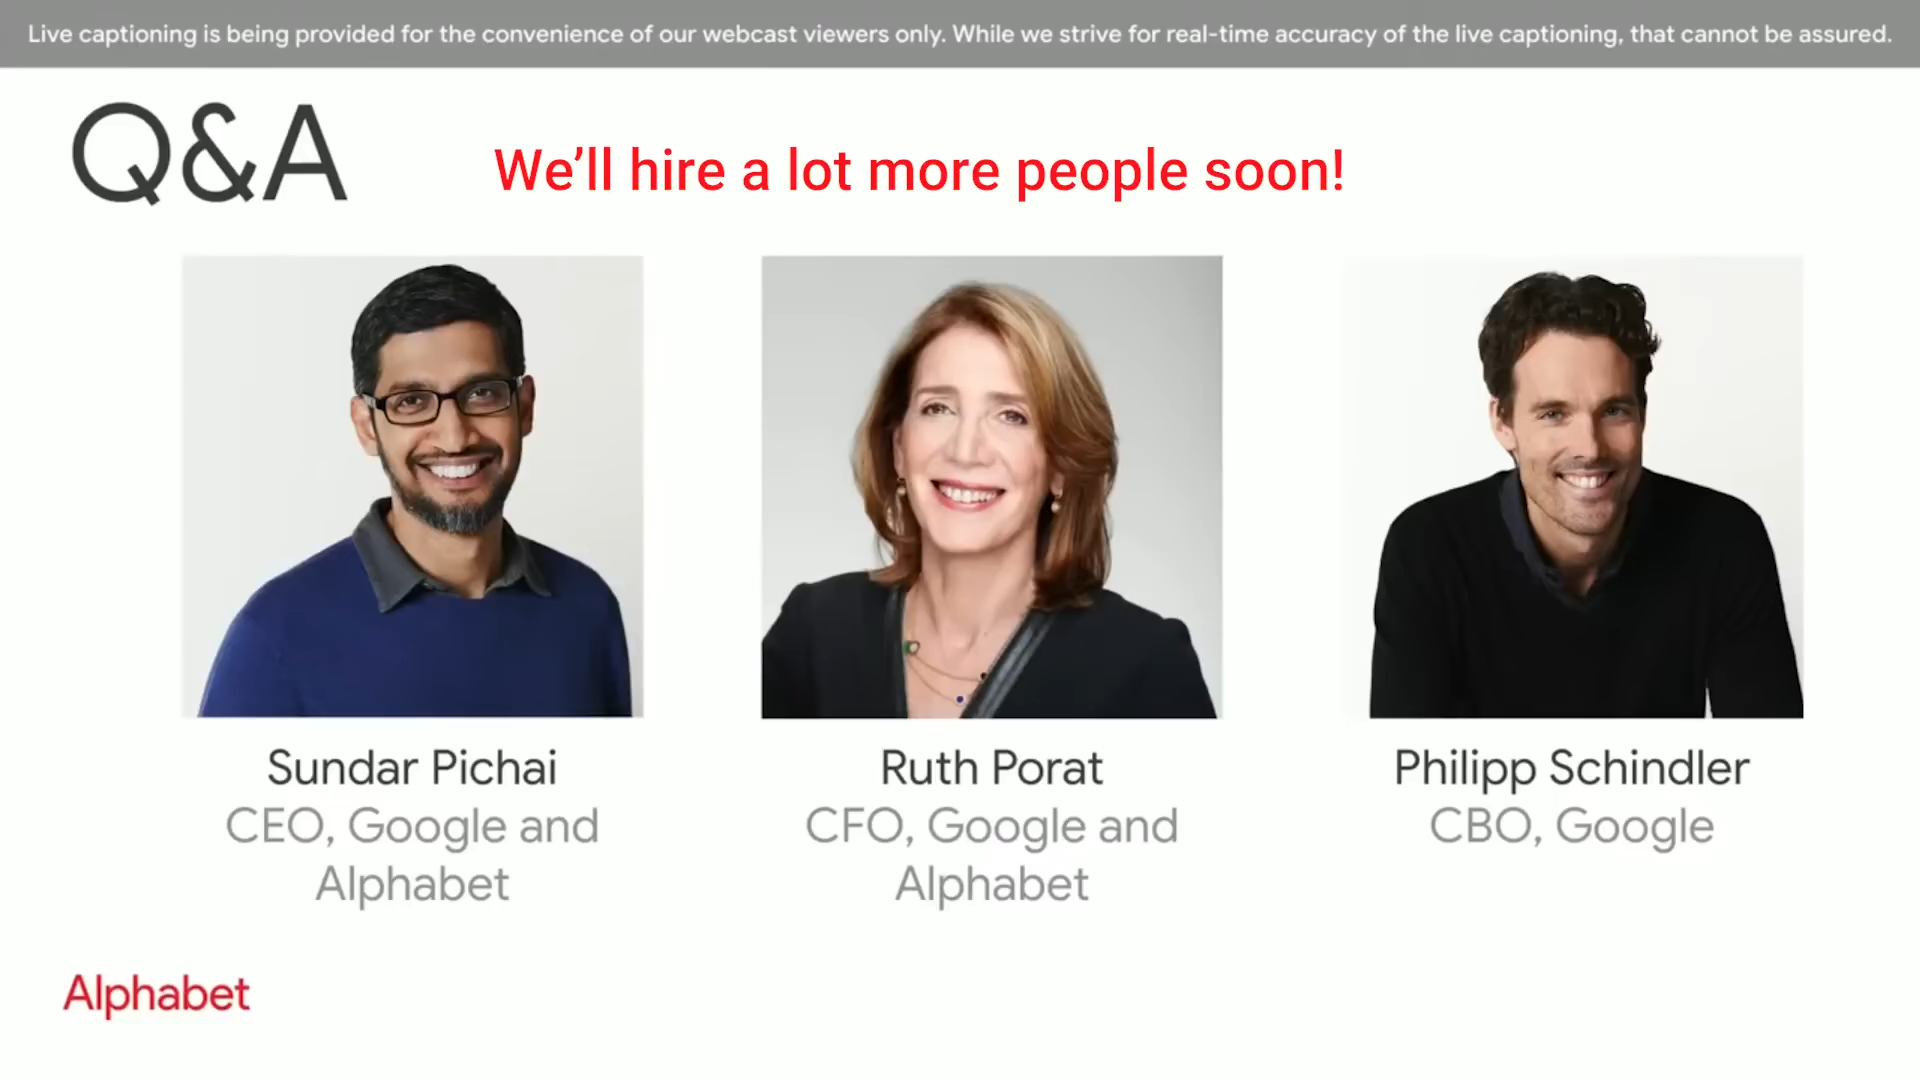 Live captioning is being provided for the convenience of our webcast viewers only. While we strive for real-time accuracy of the live captioning, that cannot be assured.
Q&A
We’ll hire a lot more people soon!
Sundar Pichai
CEO, Google and
Alphabet
Ruth Porat
CFO, Google and
Alphabet
Philipp Schindler
CBO, Google
Alphabet